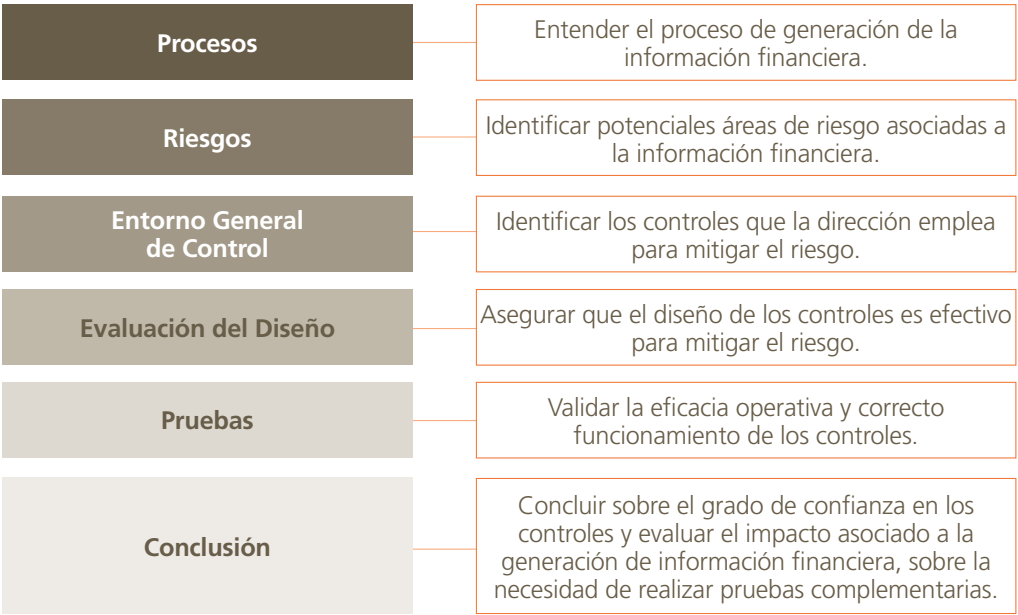 Procesos
Entender el proceso de generación de la
información financiera.
Riesgos
Identificar potenciales áreas de riesgo asociadas a
la información financiera.
Entorno General
de Control
Identificar los controles que la dirección emplea
para mitigar el riesgo.
Evaluación del Diseño
Asegurar que el diseño de los controles es efectivo
para mitigar el riesgo.
Pruebas
Validar la eficacia operativa y correcto
funcionamiento de los controles.
Conclusión
Concluir sobre el grado de confianza en los
controles y evaluar el impacto asociado a la
generación de información financiera, sobre la
necesidad de realizar pruebas complementarias.